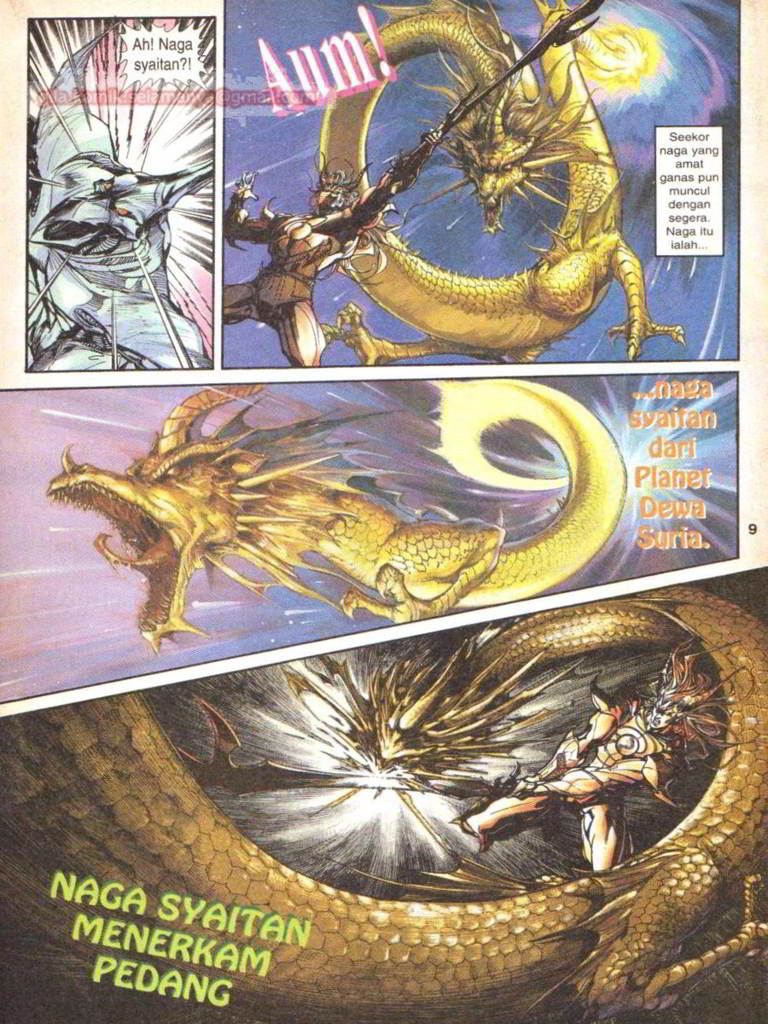 Ah! Naga
syaitan?!
Aum!
Seekor
naga yang
amat
ganas pun
muncul
dengan
segera.
Naga itu
ialah...
...naga
syaitan
dari
Planet
Dewa
Suria.
9
NAGA SYAITAN
MENERKAM
PEDANG